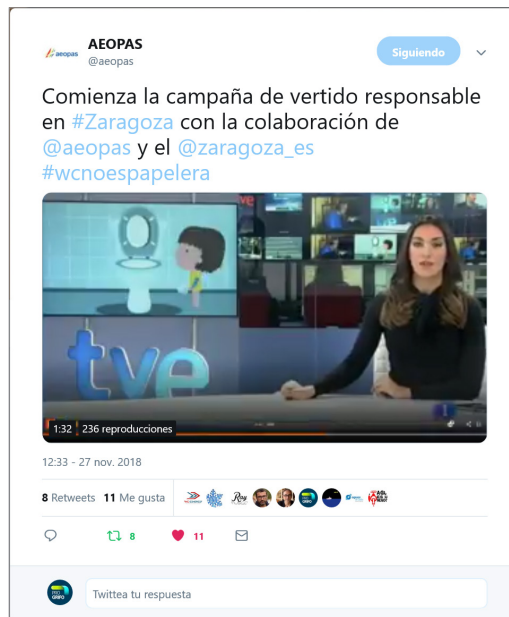 AEOPAS
@aeopas
aeopas
Siguiendo
Comienza la campaña de vertido responsable
en #Zaragoza con la colaboración de
@aeopas y el @zaragoza_es
#wcnoespapelera
tve
1:32 236 reproducciones
12:33 - 27 nov. 2018
8 Retweets 11 Me gusta
8 11
Twittea tu respuesta